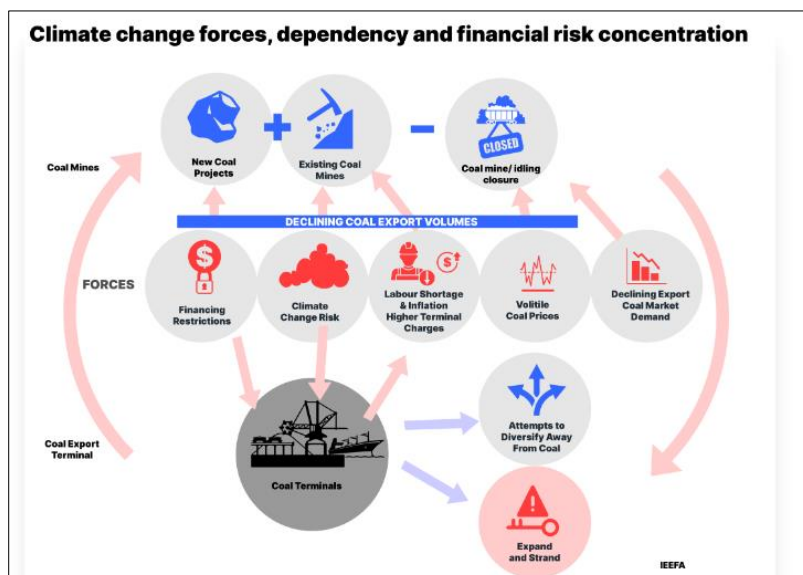 Climate change forces, dependency and financial risk concentration
CLOSED
New Coal
Projects
Existing Coal
Mines
Coal mine/ idling
closure
Coal Mines
DECLINING COAL EXPORT VOLUMES
FORCES
$
$
Financing
Restrictions
Climate
Change Risk
Labour Shortage
& Inflation
Higher Terminal
Charges
Volitile
Coal Prices
Declining Export
Coal Market
Demand
Coal Export
Terminal
Coal Terminals
Attempts to
Diversify Away
From Coal
Expand
and Strand
IEEFA